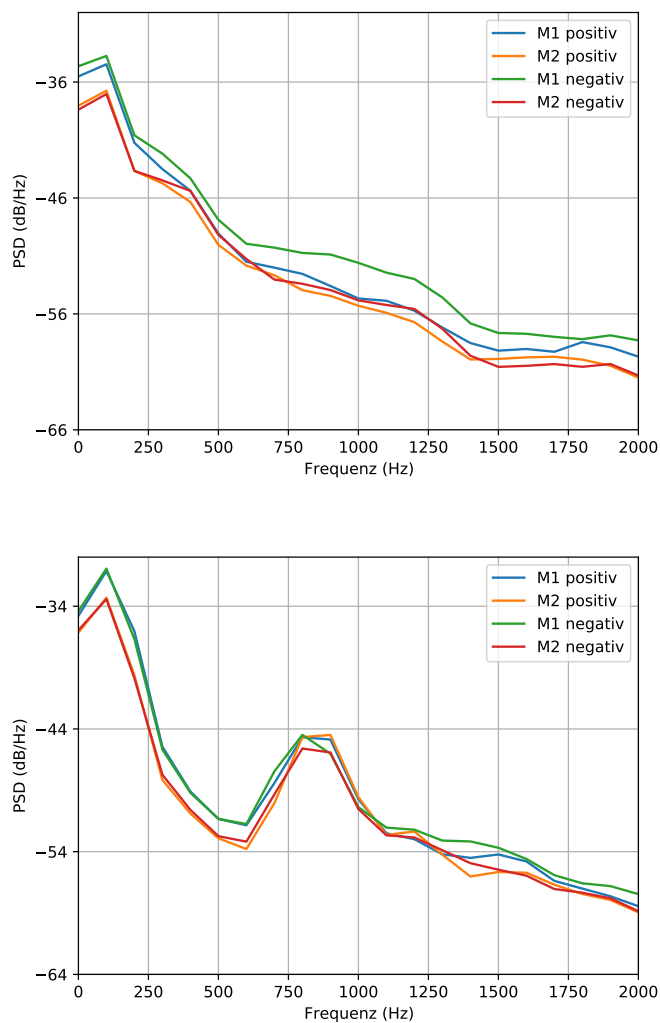 M1 positiv
M2 positiv
M1 negativ
M2 negativ
PSD (dB/Hz)
−36
−46
−56
−66
0 250 500 750 1000 1250 1500 1750 2000
Frequenz (Hz)
M1 positiv
M2 positiv
M1 negativ
M2 negativ
PSD (dB/Hz)
−34
−44
−54
−64
0 250 500 750 1000 1250 1500 1750 2000
Frequenz (Hz)